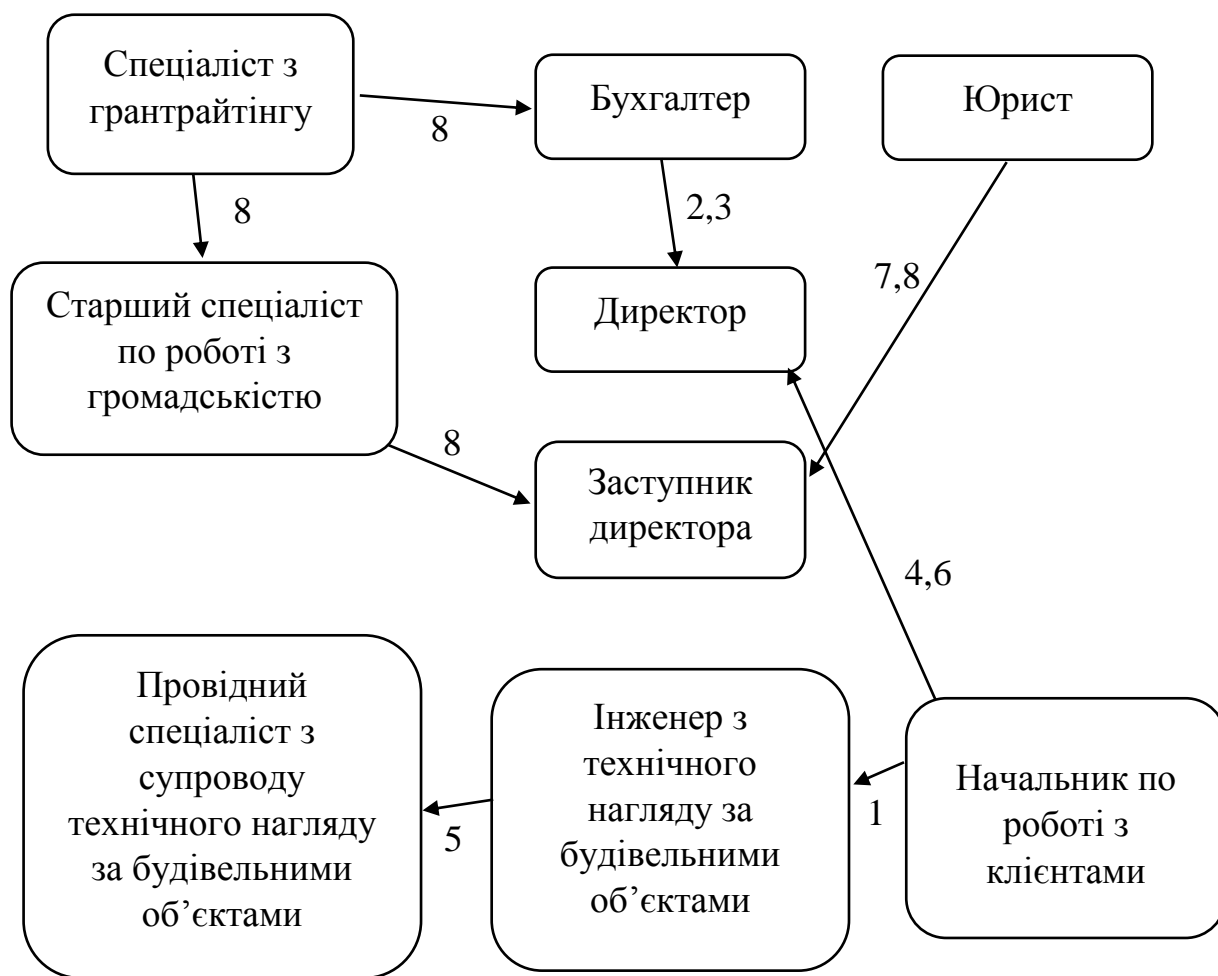 Спеціаліст з
грантрайтінгу
8
Бухгалтер
Юрист
8
2,3
7,8
Старший спеціаліст
по роботі з
громадськістю
Директор
8
Заступник
директора
4,6
Провідний
спеціаліст з
супроводу
технічного нагляду
за будівельними
об’єктами
5
Інженер з
технічного
нагляду за
будівельними
об’єктами
1
Начальник по
роботі з
клієнтами